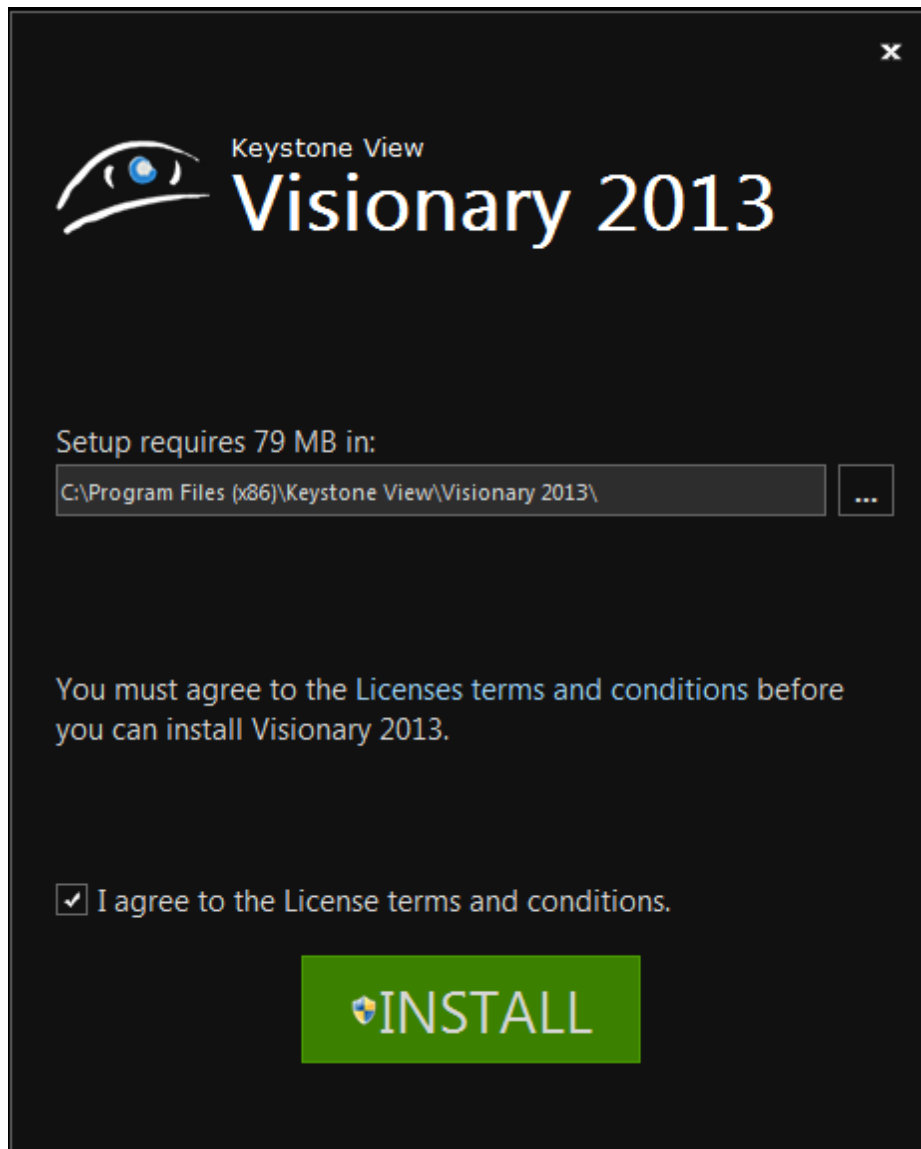 Keystone View
Visionary 2013
Setup requires 79 MB in:
C:\Program Files (x86)\Keystone View\Visionary 2013\
...
You must agree to the Licenses terms and conditions before
you can install Visionary 2013.
I agree to the License terms and conditions.
INSTALL